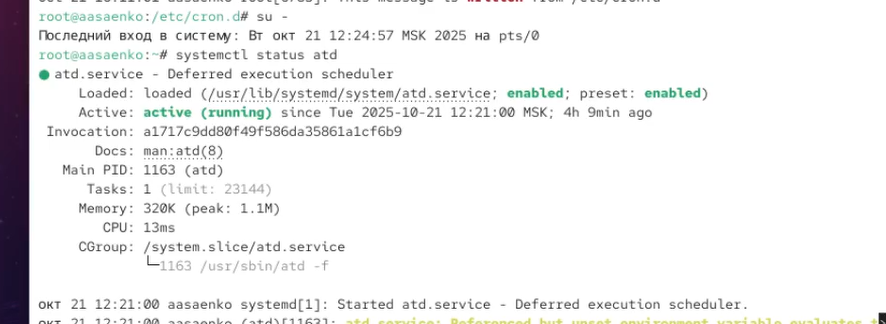 root@aasaenko:/etc/cron.d# su -
Последний вход в систему: Вт окт 21 12:24:57 MSK 2025 на pts/0
root@aasaenko:~# systemctl status atd
● atd.service - Deferred execution scheduler
Loaded: loaded (/usr/lib/systemd/system/atd.service; enabled; preset: enabled)
Active: active (running) since Tue 2025-10-21 12:21:00 MSK; 4h 9min ago
Invocation: a1717c9dd80f49f586da35861a1cf6b9
Docs: man:atd(8)
Main PID: 1163 (atd)
Tasks: 1 (limit: 23144)
Memory: 320K (peak: 1.1M)
CPU: 13ms
CGroup: /system.slice/atd.service
└─1163 /usr/sbin/atd -f
окт 21 12:21:00 aasaenko systemd[1]: Started atd.service - Deferred execution scheduler.
окт 21 12:21:00 aasaenko (atd)[1163]: atd.service: Referenced but unset environment variable evaluates